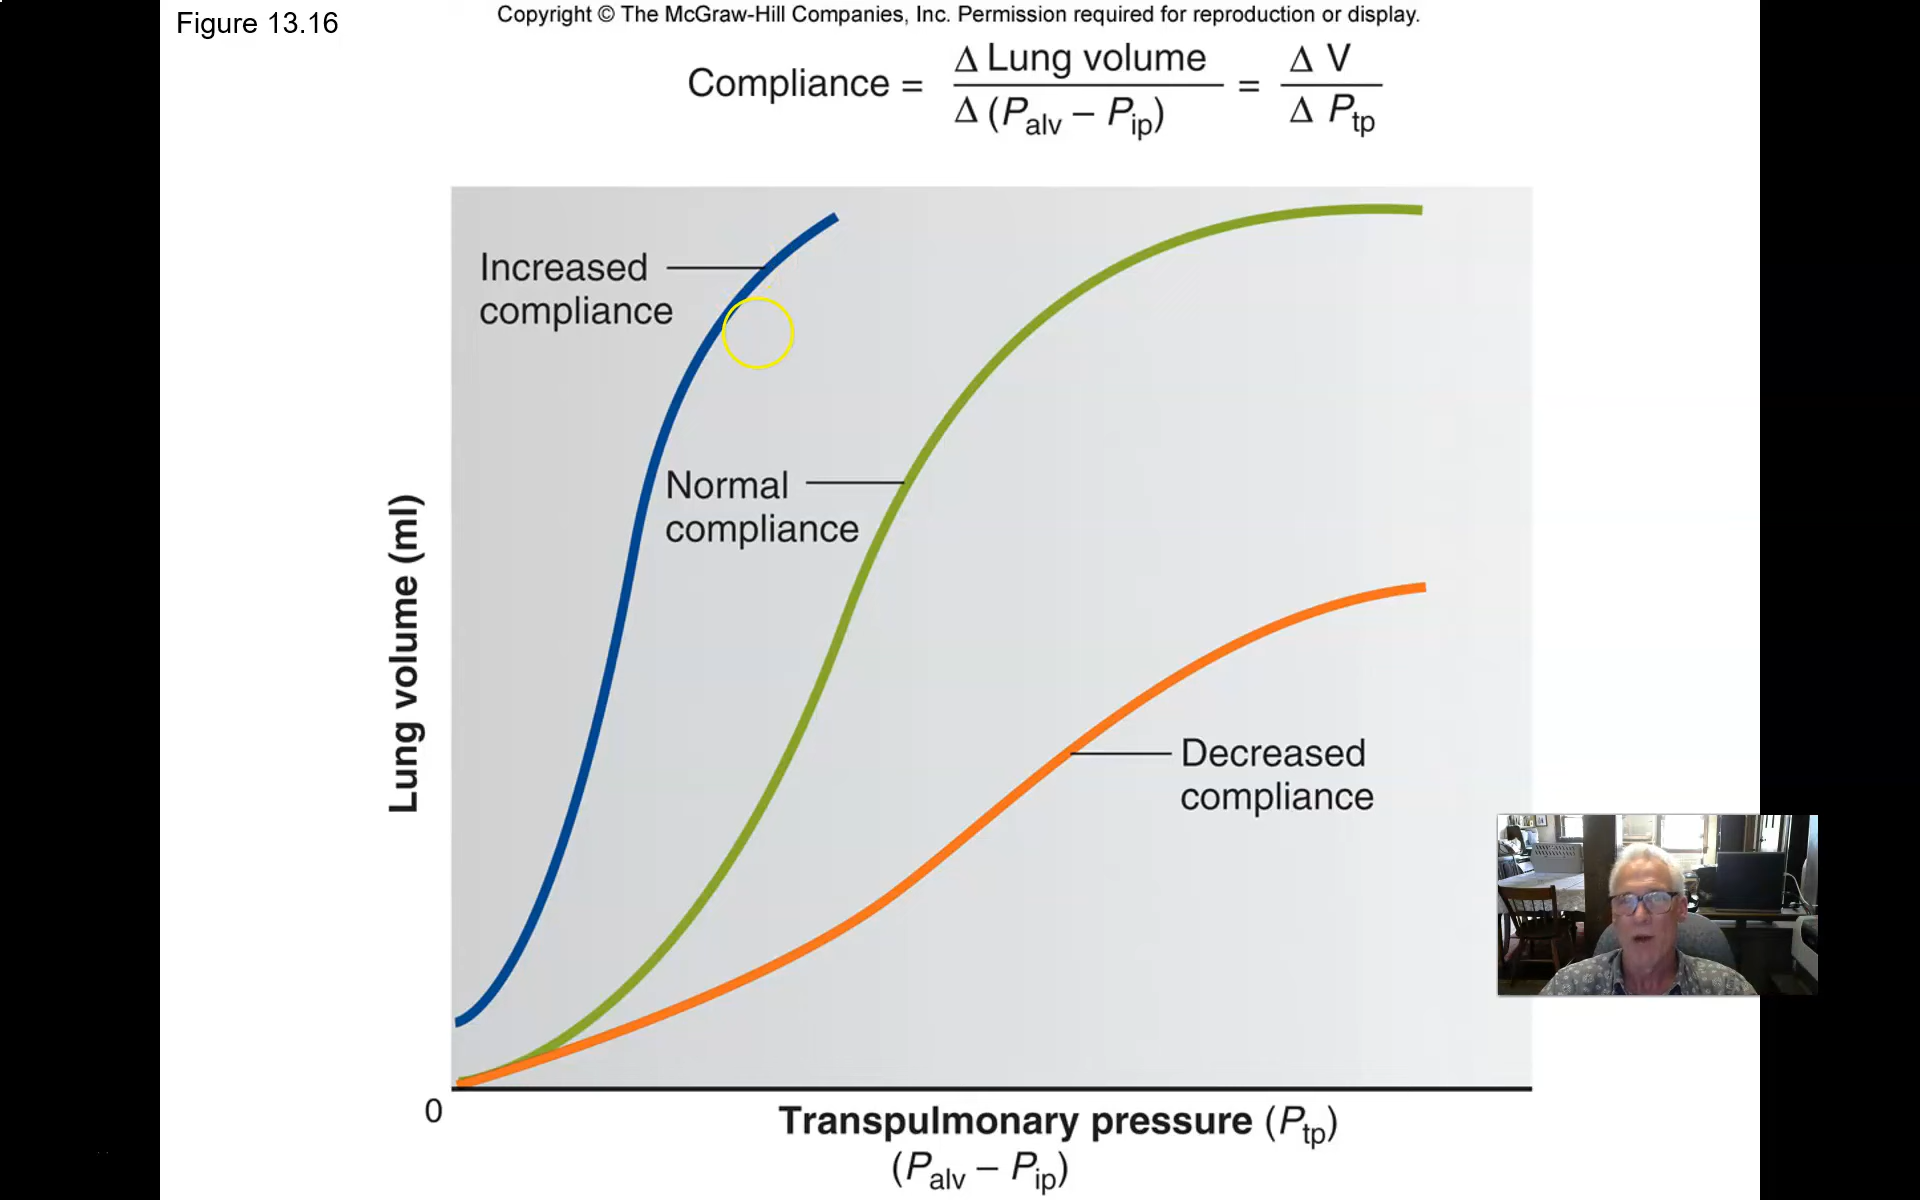 Figure 13.16
Copyright © The McGraw-Hill Companies, Inc. Permission required for reproduction or display.
Compliance = Δ Lung volume / Δ (Palv – Pip) = Δ V / Δ Ptp
Increased
compliance
Normal
compliance
Decreased
compliance
Lung volume (ml)
0
Transpulmonary pressure (Ptp)
(Palv – Pip)